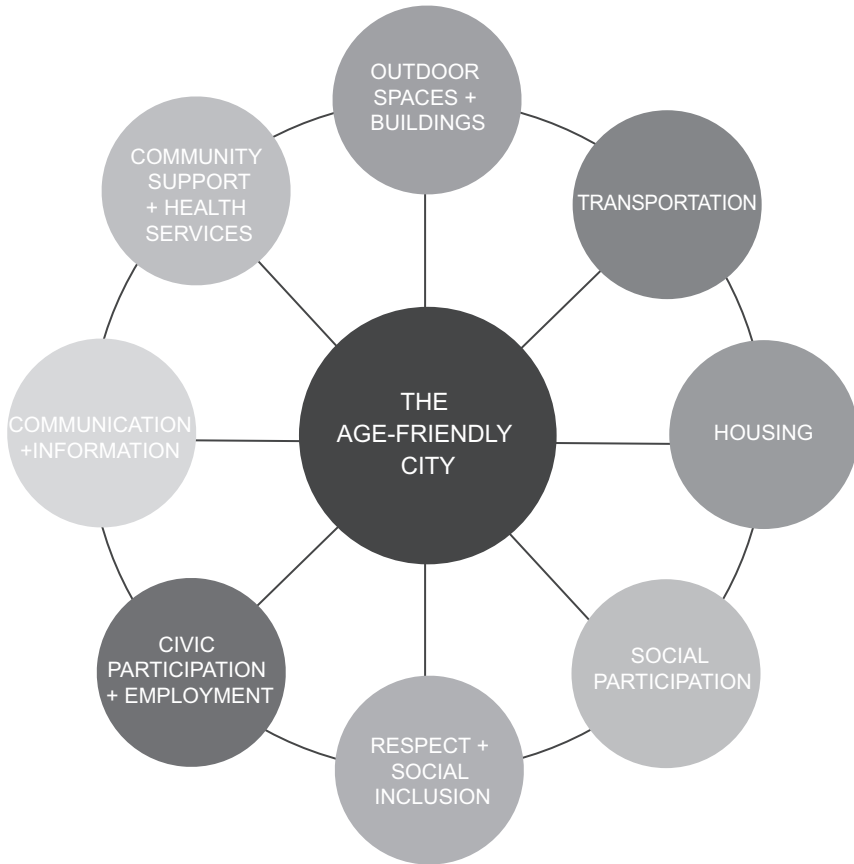 OUTDOOR
SPACES +
BUILDINGS
TRANSPORTATION
HOUSING
SOCIAL
PARTICIPATION
RESPECT +
SOCIAL
INCLUSION
CIVIC
PARTICIPATION
+ EMPLOYMENT
COMMUNICATION
+INFORMATION
COMMUNITY
SUPPORT
+ HEALTH
SERVICES
THE
AGE-FRIENDLY
CITY